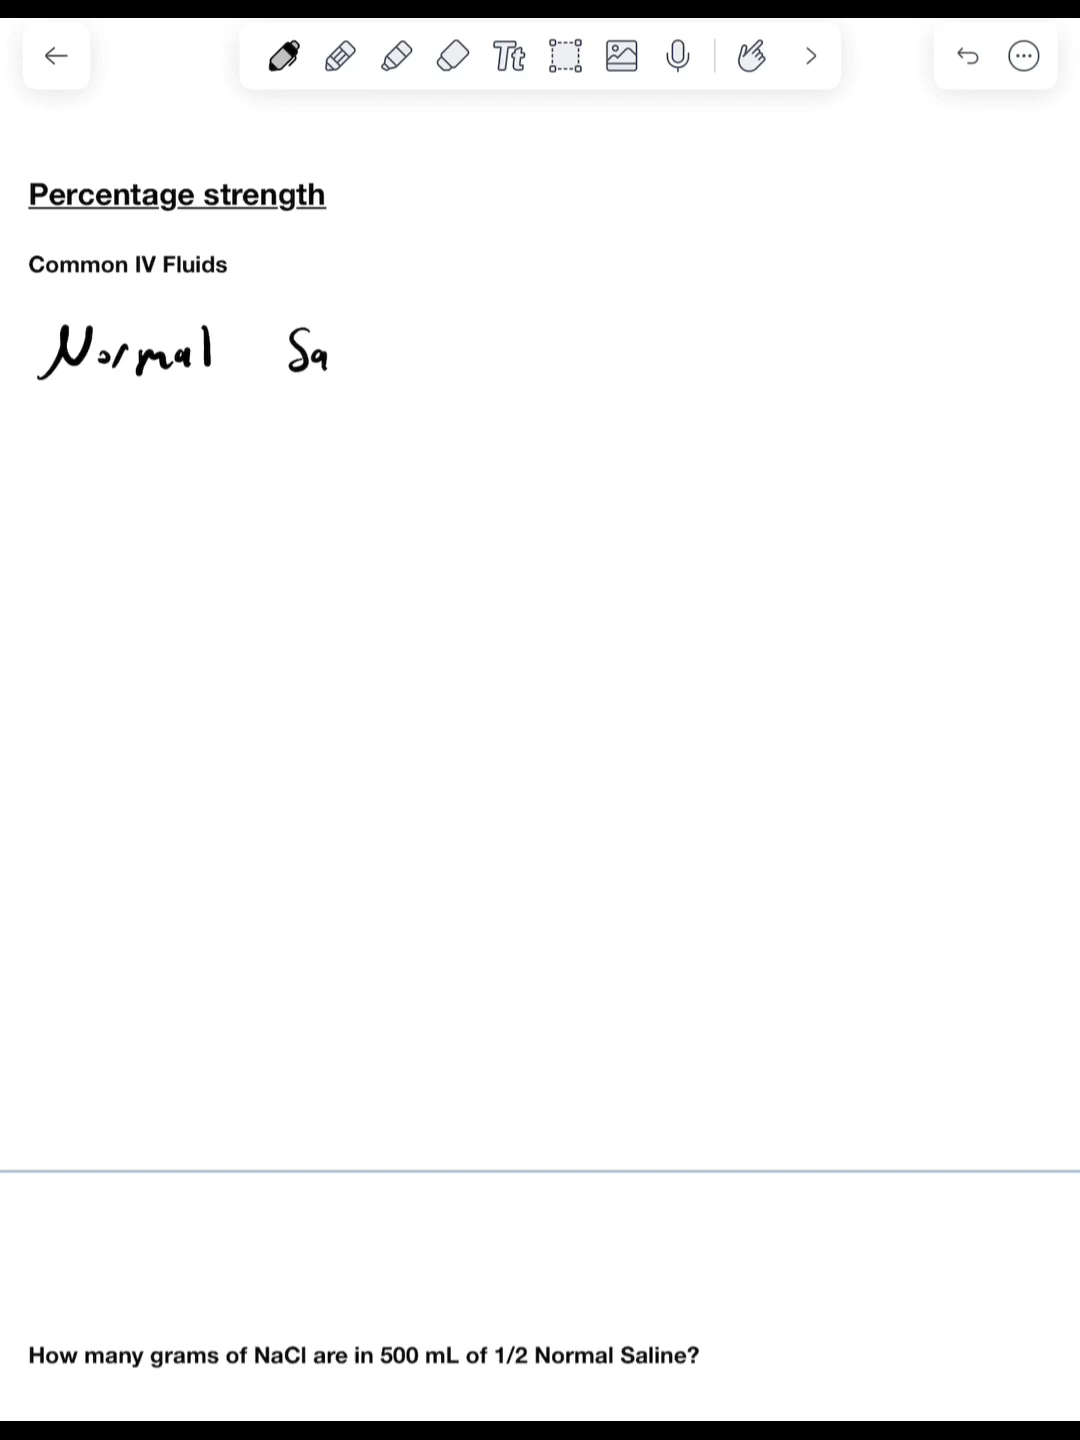 Percentage strength
Common IV Fluids
Normal Sa
How many grams of NaCl are in 500 mL of 1/2 Normal Saline?